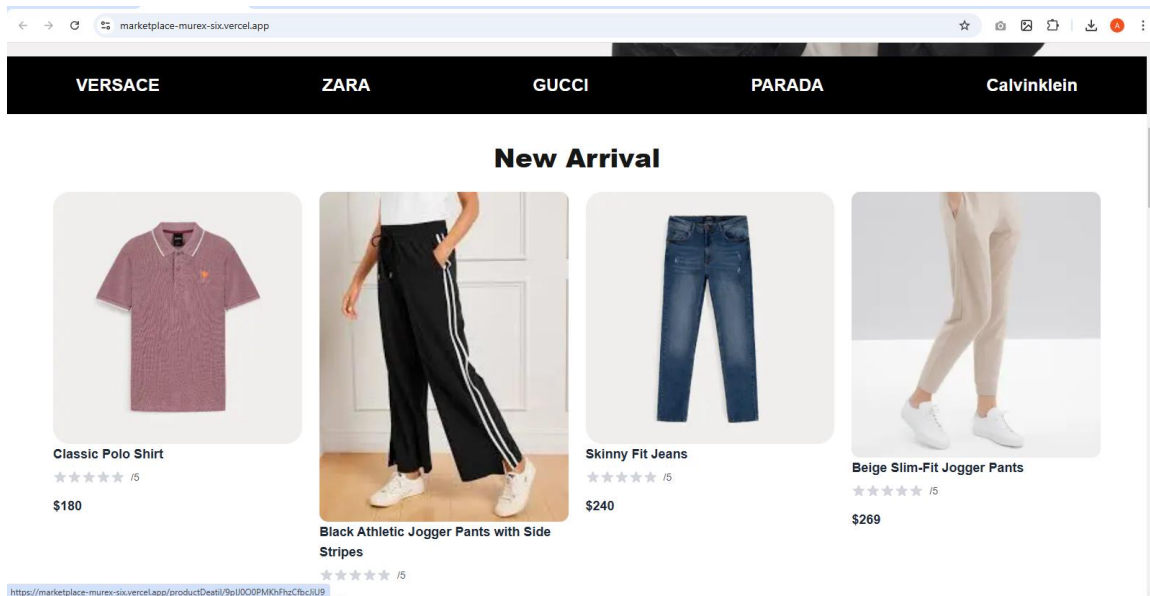 marketplace-murex-six.vercel.app
A
VERSACE ZARA GUCCI PARADA Calvinklein
New Arrival
Classic Polo Shirt
/5
$180
Black Athletic Jogger Pants with Side
Stripes
/5
Skinny Fit Jeans
/5
$240
Beige Slim-Fit Jogger Pants
/5
$269